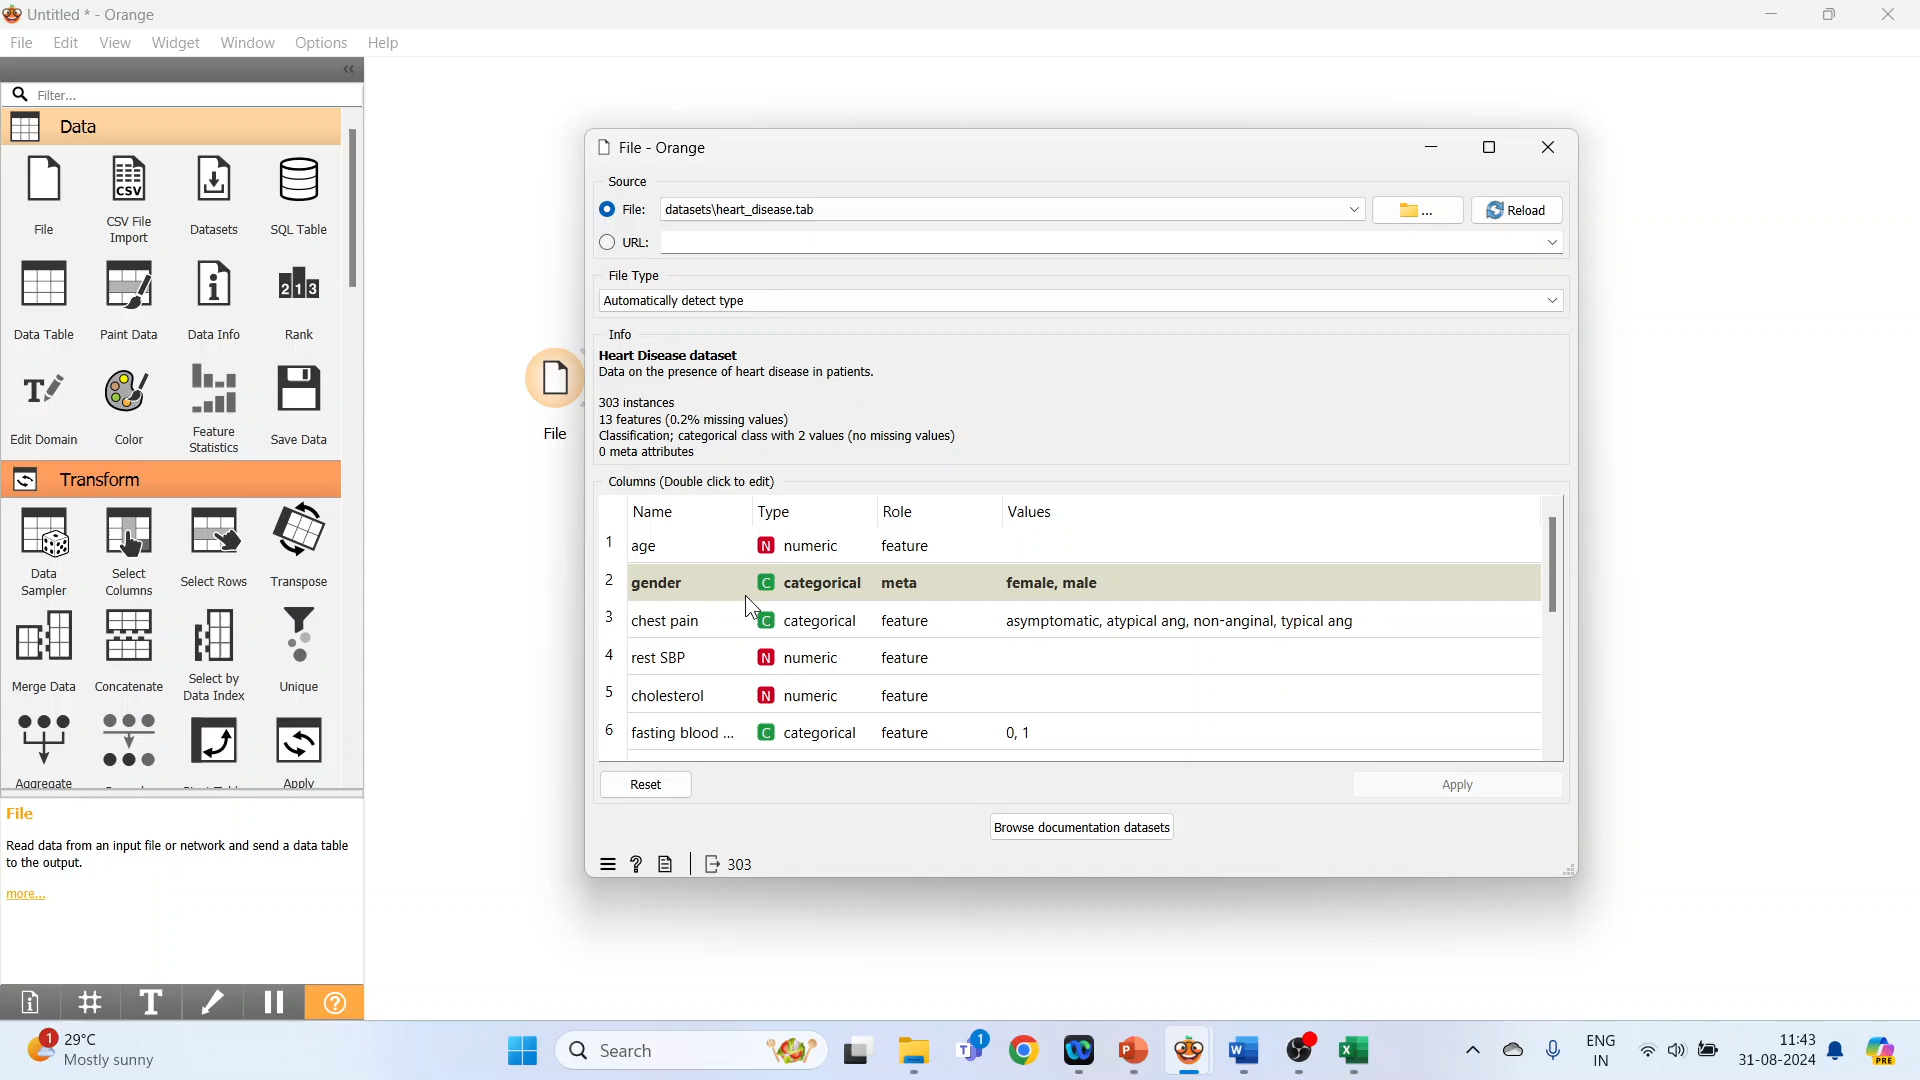 Untitled * - Orange
File Edit View Widget Window Options Help
Filter...
Data
File
CSV File
Import
Datasets
SQL Table
Data Table
Paint Data
Data Info
Rank
Edit Domain
Color
Feature
Statistics
Save Data
Transform
Data
Sampler
Select
Columns
Select Rows
Transpose
Merge Data
Concatenate
Select by
Data Index
Unique
Aggregate
Apply
File
Read data from an input file or network and send a data table
to the output.
more...
File
File - Orange
Source
File: datasets\heart_disease.tab ... Reload
URL:
File Type
Automatically detect type
Info
Heart Disease dataset
Data on the presence of heart disease in patients.
303 instances
13 features (0.2% missing values)
Classification; categorical class with 2 values (no missing values)
0 meta attributes
Columns (Double click to edit)
Name Type Role Values
1 age N numeric feature
2 gender C categorical meta female, male
3 chest pain C categorical feature asymptomatic, atypical ang, non-anginal, typical ang
4 rest SBP N numeric feature
5 cholesterol N numeric feature
6 fasting blood ... C categorical feature 0, 1
Reset Apply
Browse documentation datasets
303
1 29°C
Mostly sunny
Search
1
ENG
IN
11:43
31-08-2024
PRE